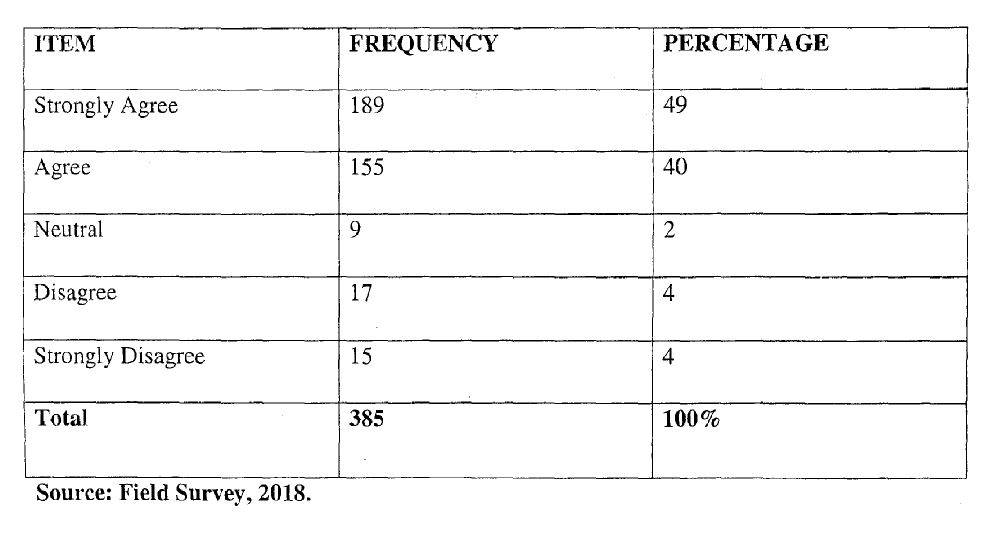 ITEM FREQUENCY PERCENTAGE
Strongly Agree 189 49
Agree 155 40
Neutral 9 2
Disagree 17 4
Strongly Disagree 15 4
Total 385 100%
Source: Field Survey, 2018.